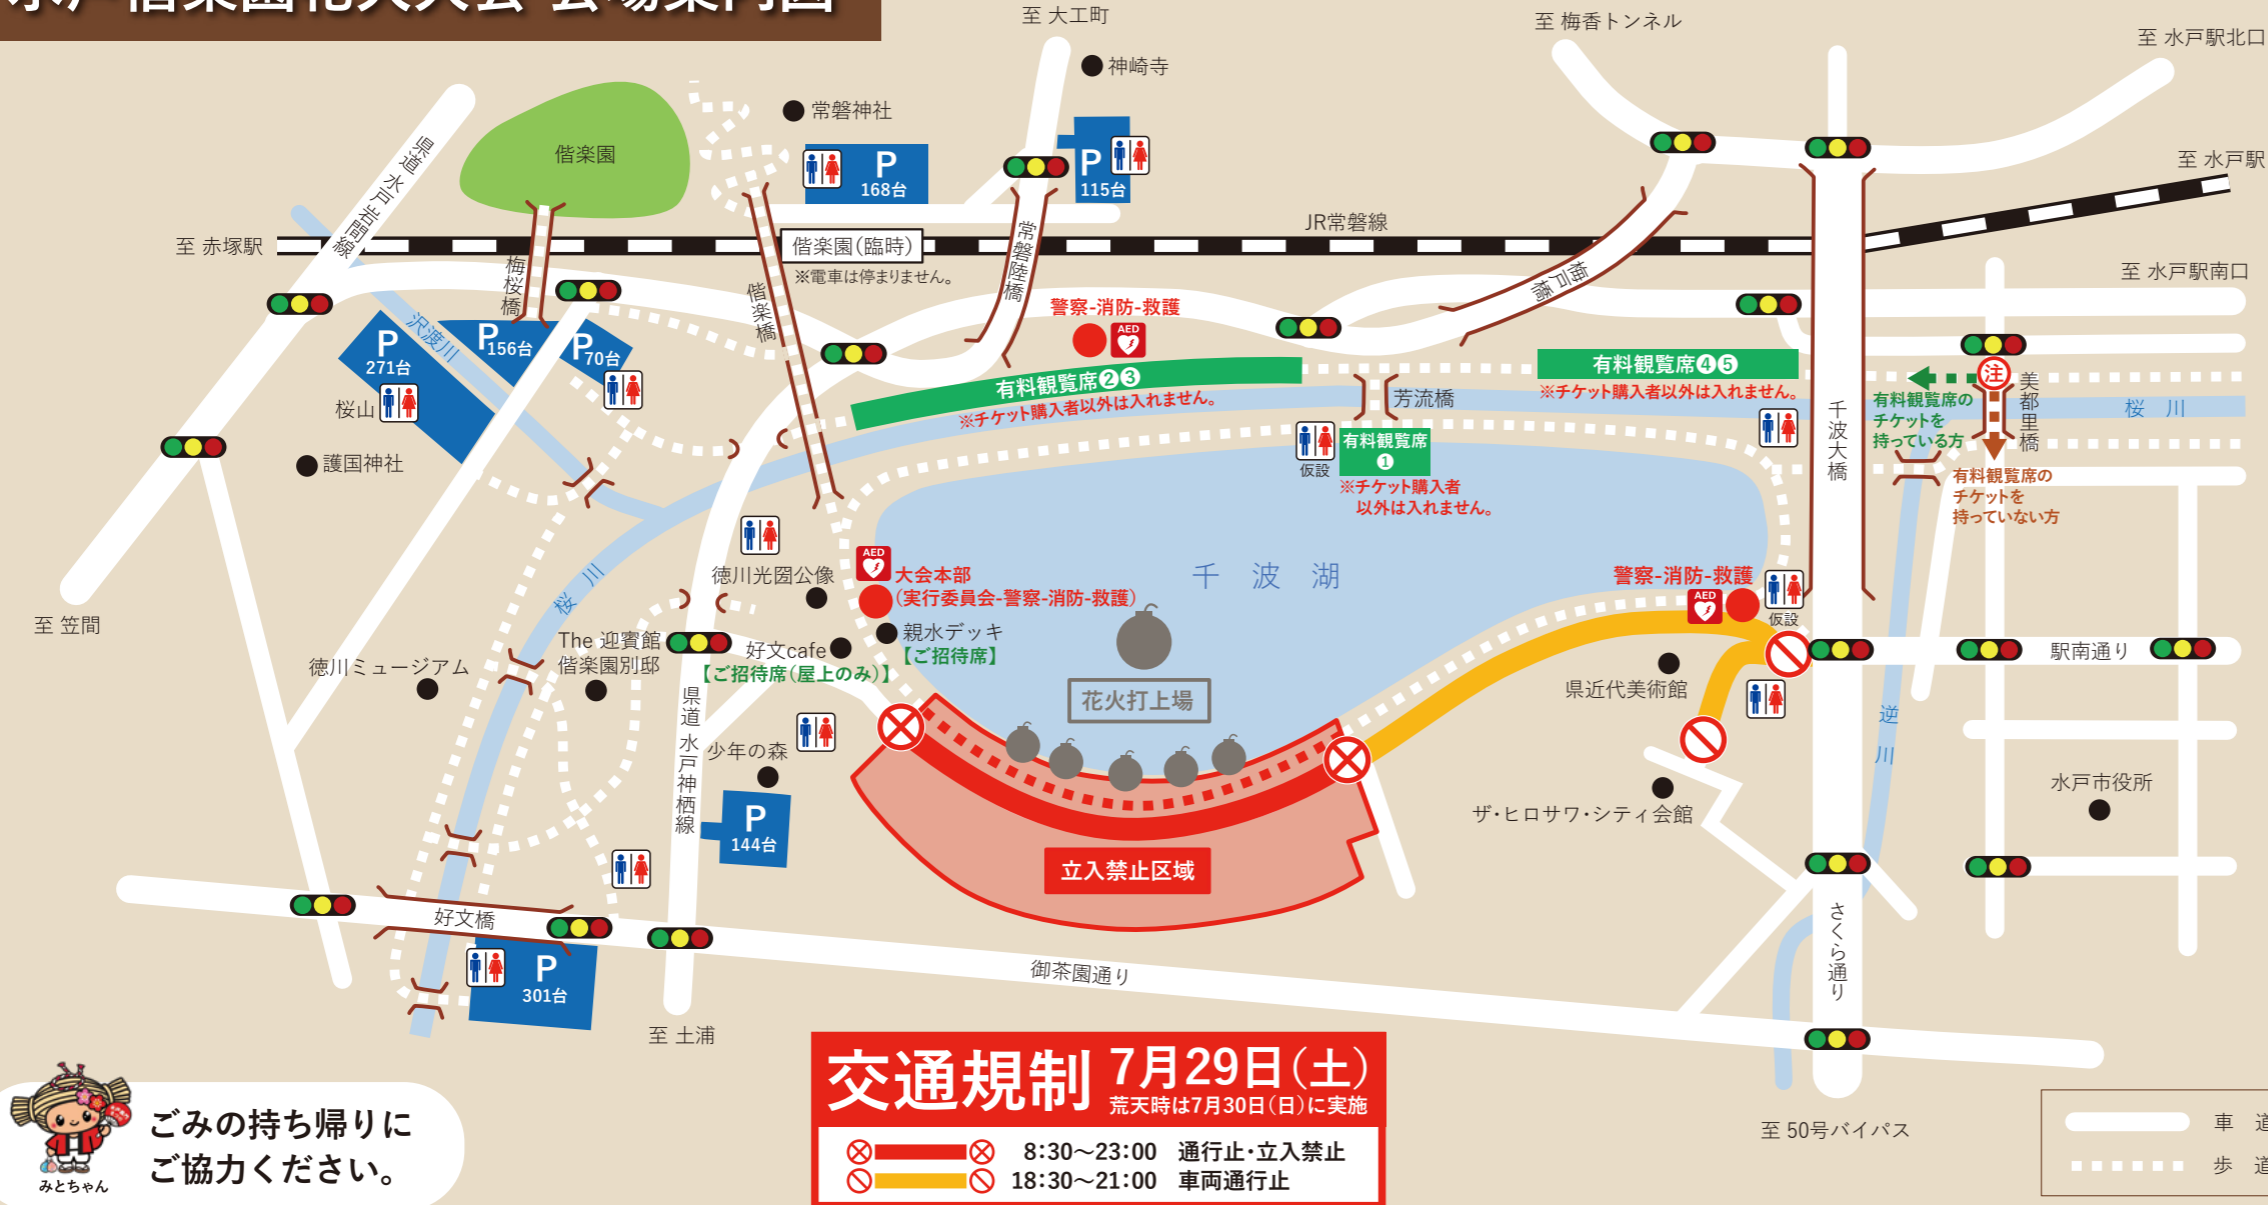 水戸偕楽園花火大会 会場案内図
至 大工町
神崎寺
至 梅香トンネル
至 水戸駅北口
常磐神社
県道水戸岩間線
偕楽園
P
168台
P
115台
至 水戸駅
至 赤塚駅
JR常磐線
偕楽園(臨時)
※電車は停まりません。
常磐陸橋
梅桜橋
偕楽橋
梅戸橋
至 水戸駅南口
警察-消防-救護
AED
沢渡川
P
271台
P
156台
P
70台
桜山
有料観覧席❷❸
※チケット購入者以外は入れません。
有料観覧席❹❺
※チケット購入者以外は入れません。
芳流橋
注
美都里橋
桜 川
千波大橋
有料観覧席の
チケットを
持っている方
護国神社
仮設
有料観覧席
❶
※チケット購入者
以外は入れません。
有料観覧席の
チケットを
持っていない方
桜 川
徳川光圀公像
AED
大会本部
(実行委員会-警察-消防-救護)
千 波 湖
警察-消防-救護
AED
仮設
至 笠間
The 迎賓館
偕楽園別邸
徳川ミュージアム
好文cafe
【ご招待席(屋上のみ)】
親水デッキ
【ご招待席】
駅南通り
県近代美術館
花火打上場
県道 水戸神栖線
少年の森
逆 川
水戸市役所
ザ・ヒロサワ・シティ会館
P
144台
立入禁止区域
好文橋
さくら通り
P
301台
御茶園通り
至 土浦
至 50号バイパス
交通規制 7月29日(土)
荒天時は7月30日(日)に実施
8:30〜23:00 通行止・立入禁止
18:30〜21:00 車両通行止
ごみの持ち帰りに
ご協力ください。
みとちゃん
車 道
歩 道